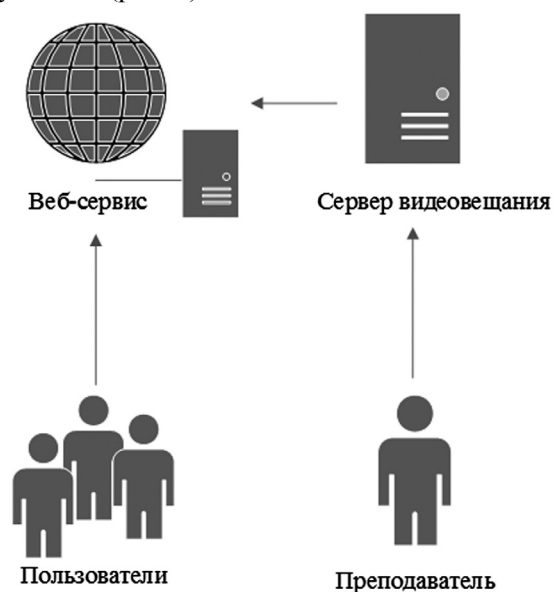 Веб-сервис
Сервер видеовещания
Пользователи
Преподаватель